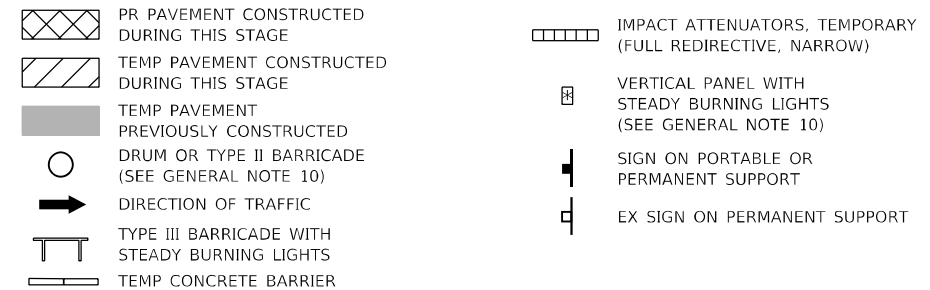 PR PAVEMENT CONSTRUCTED
DURING THIS STAGE
TEMP PAVEMENT CONSTRUCTED
DURING THIS STAGE
TEMP PAVEMENT
PREVIOUSLY CONSTRUCTED
DRUM OR TYPE II BARRICADE
(SEE GENERAL NOTE 10)
DIRECTION OF TRAFFIC
TYPE III BARRICADE WITH
STEADY BURNING LIGHTS
TEMP CONCRETE BARRIER
IMPACT ATTENUATORS, TEMPORARY
(FULL REDIRECTIVE, NARROW)
VERTICAL PANEL WITH
STEADY BURNING LIGHTS
(SEE GENERAL NOTE 10)
SIGN ON PORTABLE OR
PERMANENT SUPPORT
EX SIGN ON PERMANENT SUPPORT